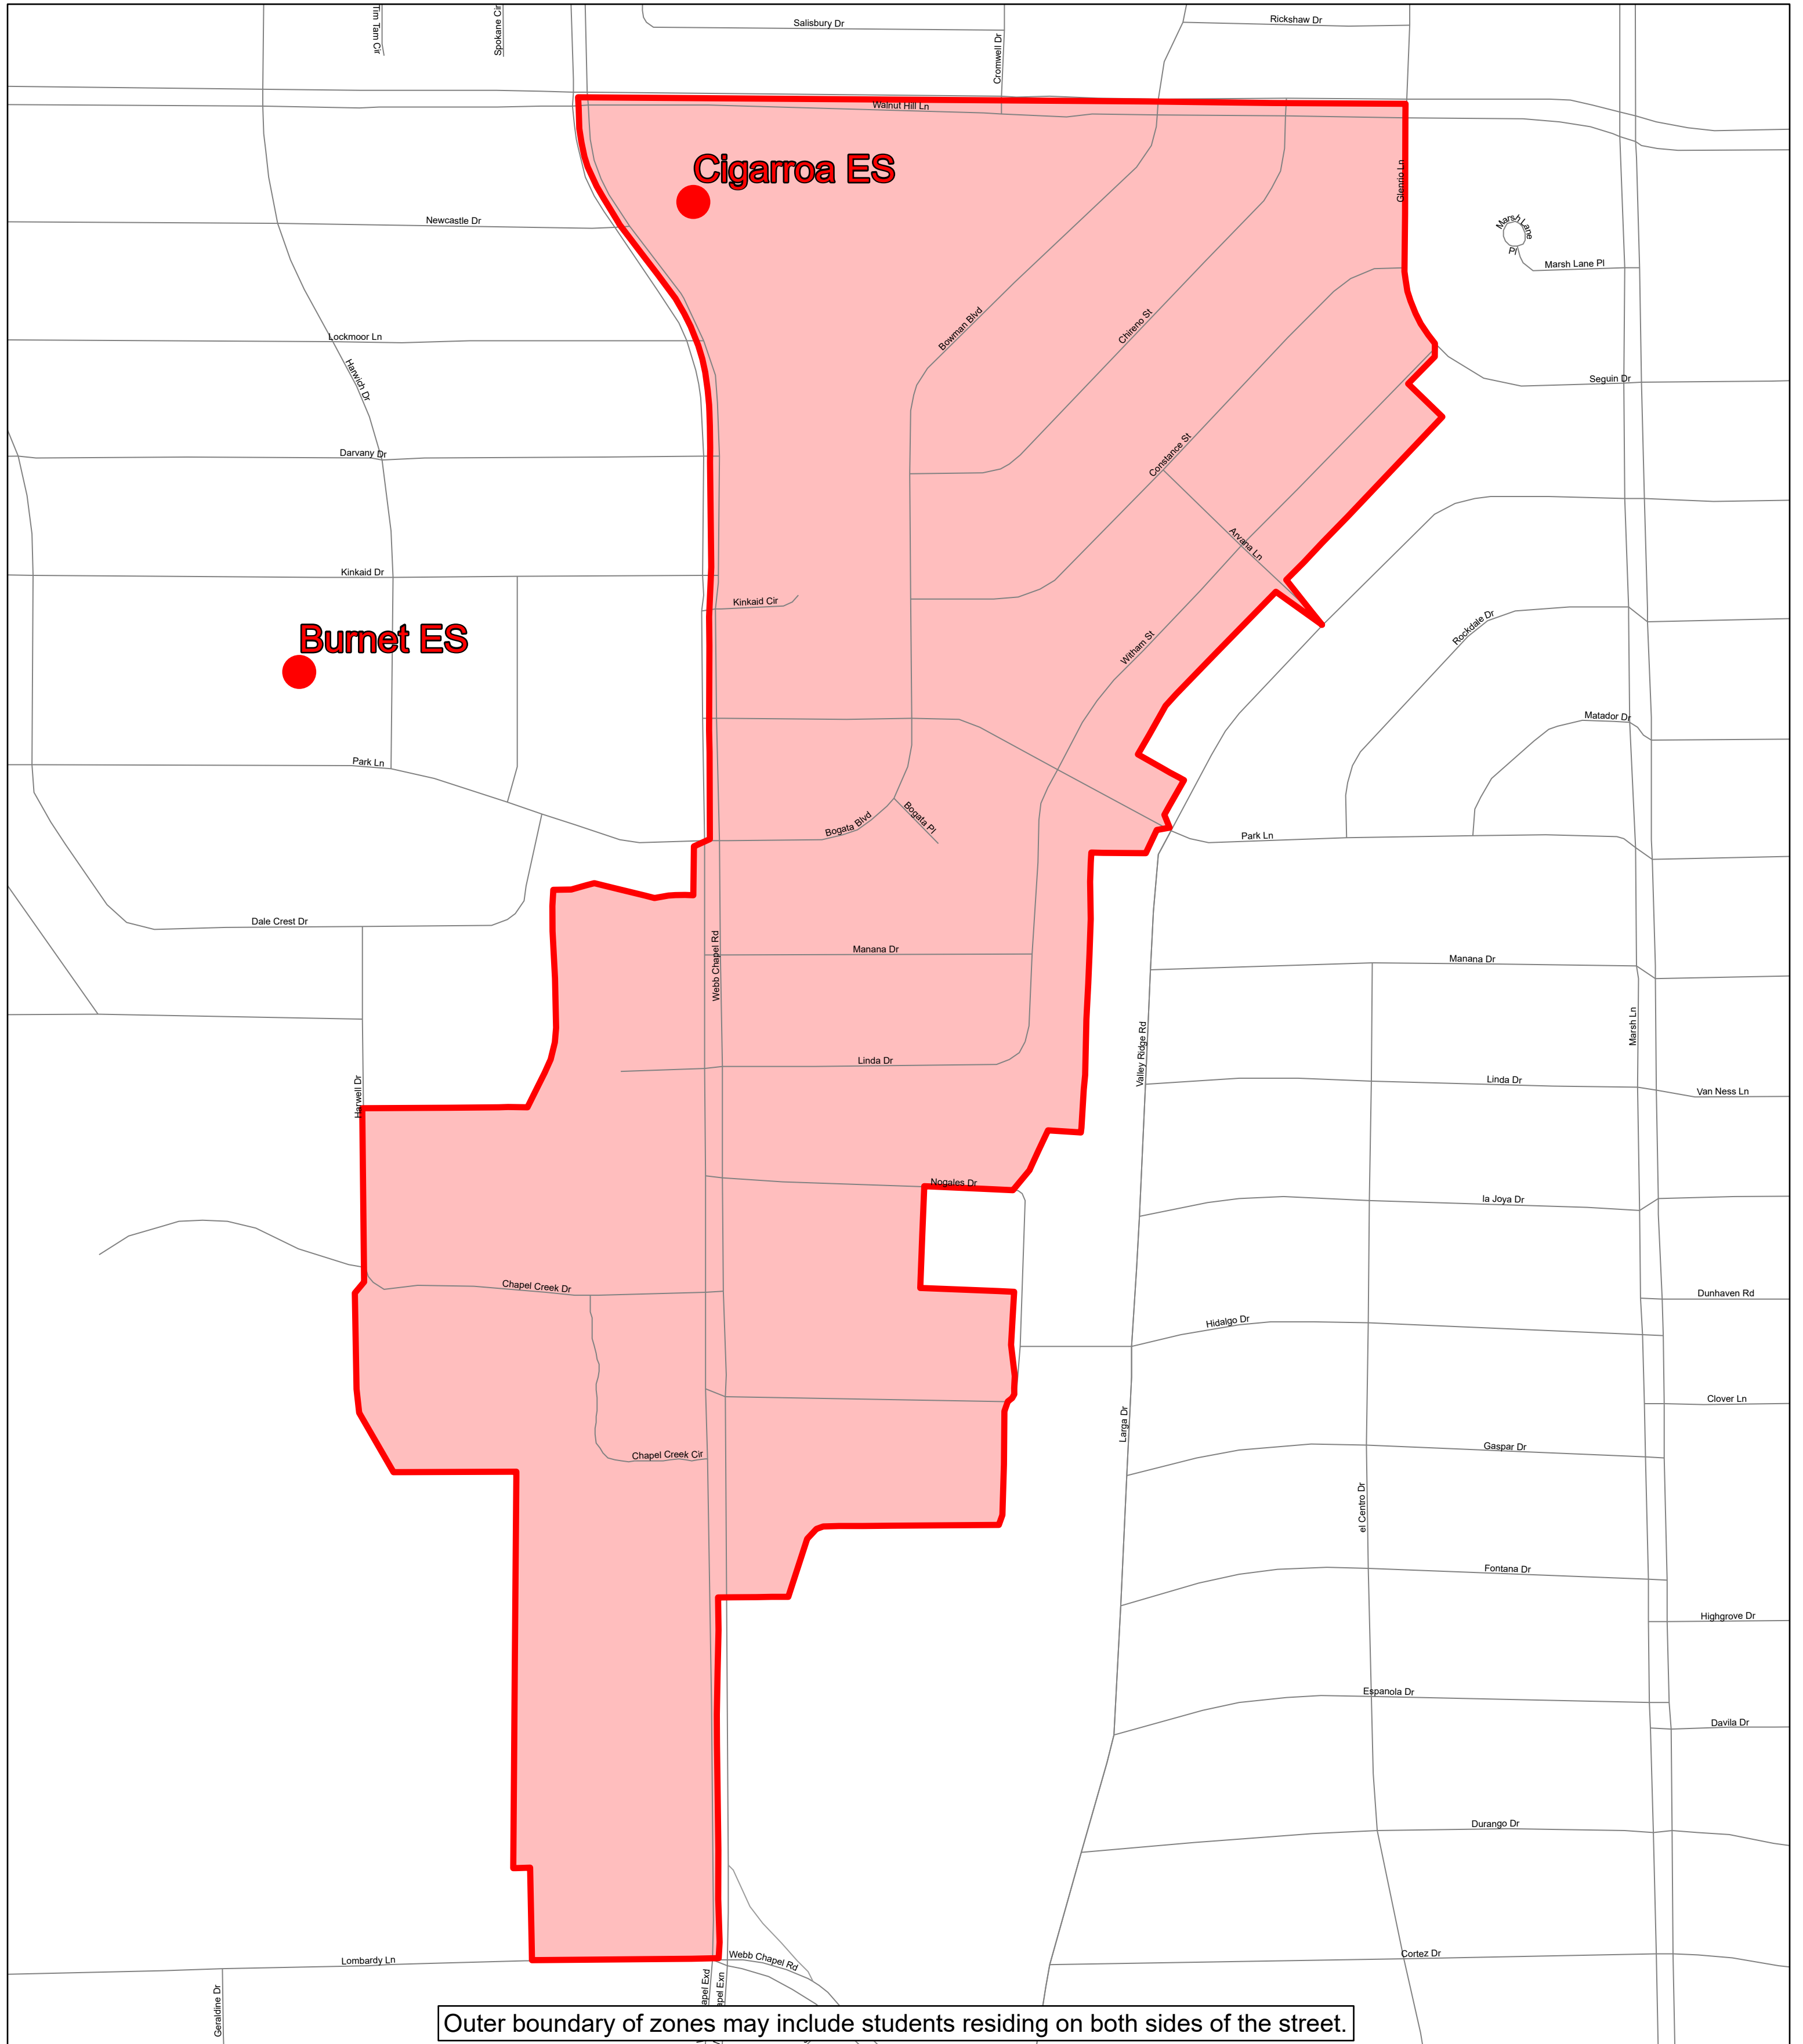 Tim Tam Cir
Spokane Cir
Salisbury Dr
Cromwell Dr
Rickshaw Dr
Walnut Hill Ln
Cigarroa ES
Glenrio Ln
Newcastle Dr
Marsh Lane
Pl
Marsh Lane Pl
Lockmoor Ln
Bowman Blvd
Chireno St
Harwich Dr
Seguin Dr
Darvany Dr
Constance St
Arvana Ln
Kinkaid Dr
Kinkaid Cir
Burnet ES
Witham St
Rockdale Dr
Matador Dr
Park Ln
Bogata Blvd
Bogata Pl
Park Ln
Dale Crest Dr
Webb Chapel Rd
Manana Dr
Manana Dr
Marsh Ln
Valley Ridge Rd
Linda Dr
Linda Dr
Van Ness Ln
Harwell Dr
Nogales Dr
la Joya Dr
Chapel Creek Dr
Dunhaven Rd
Hidalgo Dr
Clover Ln
Larga Dr
Chapel Creek Cir
Gaspar Dr
el Centro Dr
Fontana Dr
Highgrove Dr
Espanola Dr
Davila Dr
Durango Dr
Lombardy Ln
Webb Chapel Rd
Cortez Dr
Geraldine Dr
apel Exd
apel Exn
Outer boundary of zones may include students residing on both sides of the street.